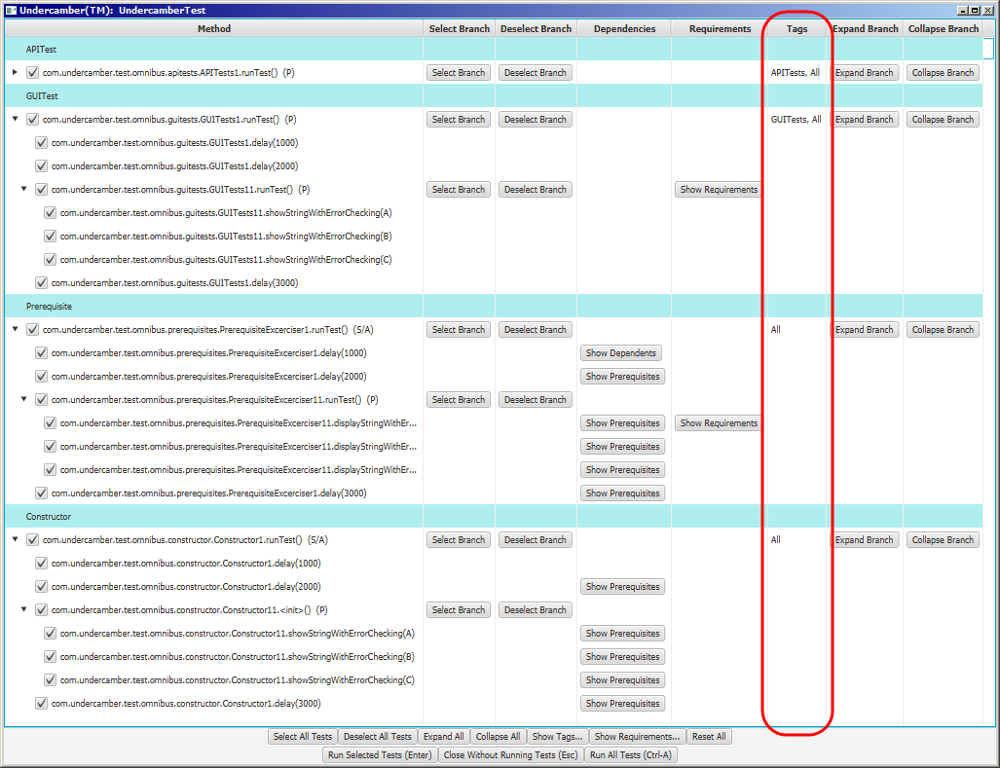 Undercamber(TM): UndercamberTest
Method Select Branch Deselect Branch Dependencies Requirements Tags Expand Branch Collapse Branch
APITest
com.undercamber.test.omnibus.apitests.APITests1.runTest() (P) Select Branch Deselect Branch APITests, All Expand Branch Collapse Branch
GUITest
com.undercamber.test.omnibus.guitests.GUITests1.runTest() (P) Select Branch Deselect Branch GUITests, All Expand Branch Collapse Branch
com.undercamber.test.omnibus.guitests.GUITests1.delay(1000)
com.undercamber.test.omnibus.guitests.GUITests1.delay(2000)
com.undercamber.test.omnibus.guitests.GUITests11.runTest() (P) Select Branch Deselect Branch Show Requirements
com.undercamber.test.omnibus.guitests.GUITests11.showStringWithErrorChecking(A)
com.undercamber.test.omnibus.guitests.GUITests11.showStringWithErrorChecking(B)
com.undercamber.test.omnibus.guitests.GUITests11.showStringWithErrorChecking(C)
com.undercamber.test.omnibus.guitests.GUITests1.delay(3000)
Prerequisite
com.undercamber.test.omnibus.prerequisites.PrerequisiteExcerciser1.runTest() (S/A) Select Branch Deselect Branch All Expand Branch Collapse Branch
com.undercamber.test.omnibus.prerequisites.PrerequisiteExcerciser1.delay(1000) Show Dependents
com.undercamber.test.omnibus.prerequisites.PrerequisiteExcerciser1.delay(2000) Show Prerequisites
com.undercamber.test.omnibus.prerequisites.PrerequisiteExcerciser11.runTest() (P) Select Branch Deselect Branch
com.undercamber.test.omnibus.prerequisites.PrerequisiteExcerciser11.displayStringWithEr... Show Prerequisites Show Requirements
com.undercamber.test.omnibus.prerequisites.PrerequisiteExcerciser11.displayStringWithEr... Show Prerequisites
com.undercamber.test.omnibus.prerequisites.PrerequisiteExcerciser11.displayStringWithEr... Show Prerequisites
com.undercamber.test.omnibus.prerequisites.PrerequisiteExcerciser1.delay(3000) Show Prerequisites
Constructor
com.undercamber.test.omnibus.constructor.Constructor1.runTest() (S/A) Select Branch Deselect Branch All Expand Branch Collapse Branch
com.undercamber.test.omnibus.constructor.Constructor1.delay(1000)
com.undercamber.test.omnibus.constructor.Constructor1.delay(2000) Show Prerequisites
com.undercamber.test.omnibus.constructor.Constructor11.<init>() (P) Select Branch Deselect Branch
com.undercamber.test.omnibus.constructor.Constructor11.showStringWithErrorChecking(A) Show Prerequisites
com.undercamber.test.omnibus.constructor.Constructor11.showStringWithErrorChecking(B) Show Prerequisites
com.undercamber.test.omnibus.constructor.Constructor11.showStringWithErrorChecking(C) Show Prerequisites
com.undercamber.test.omnibus.constructor.Constructor1.delay(3000) Show Prerequisites
Select All Tests Deselect All Tests Expand All Collapse All Show Tags... Show Requirements... Reset All
Run Selected Tests (Enter) Close Without Running Tests (Esc) Run All Tests (Ctrl-A)